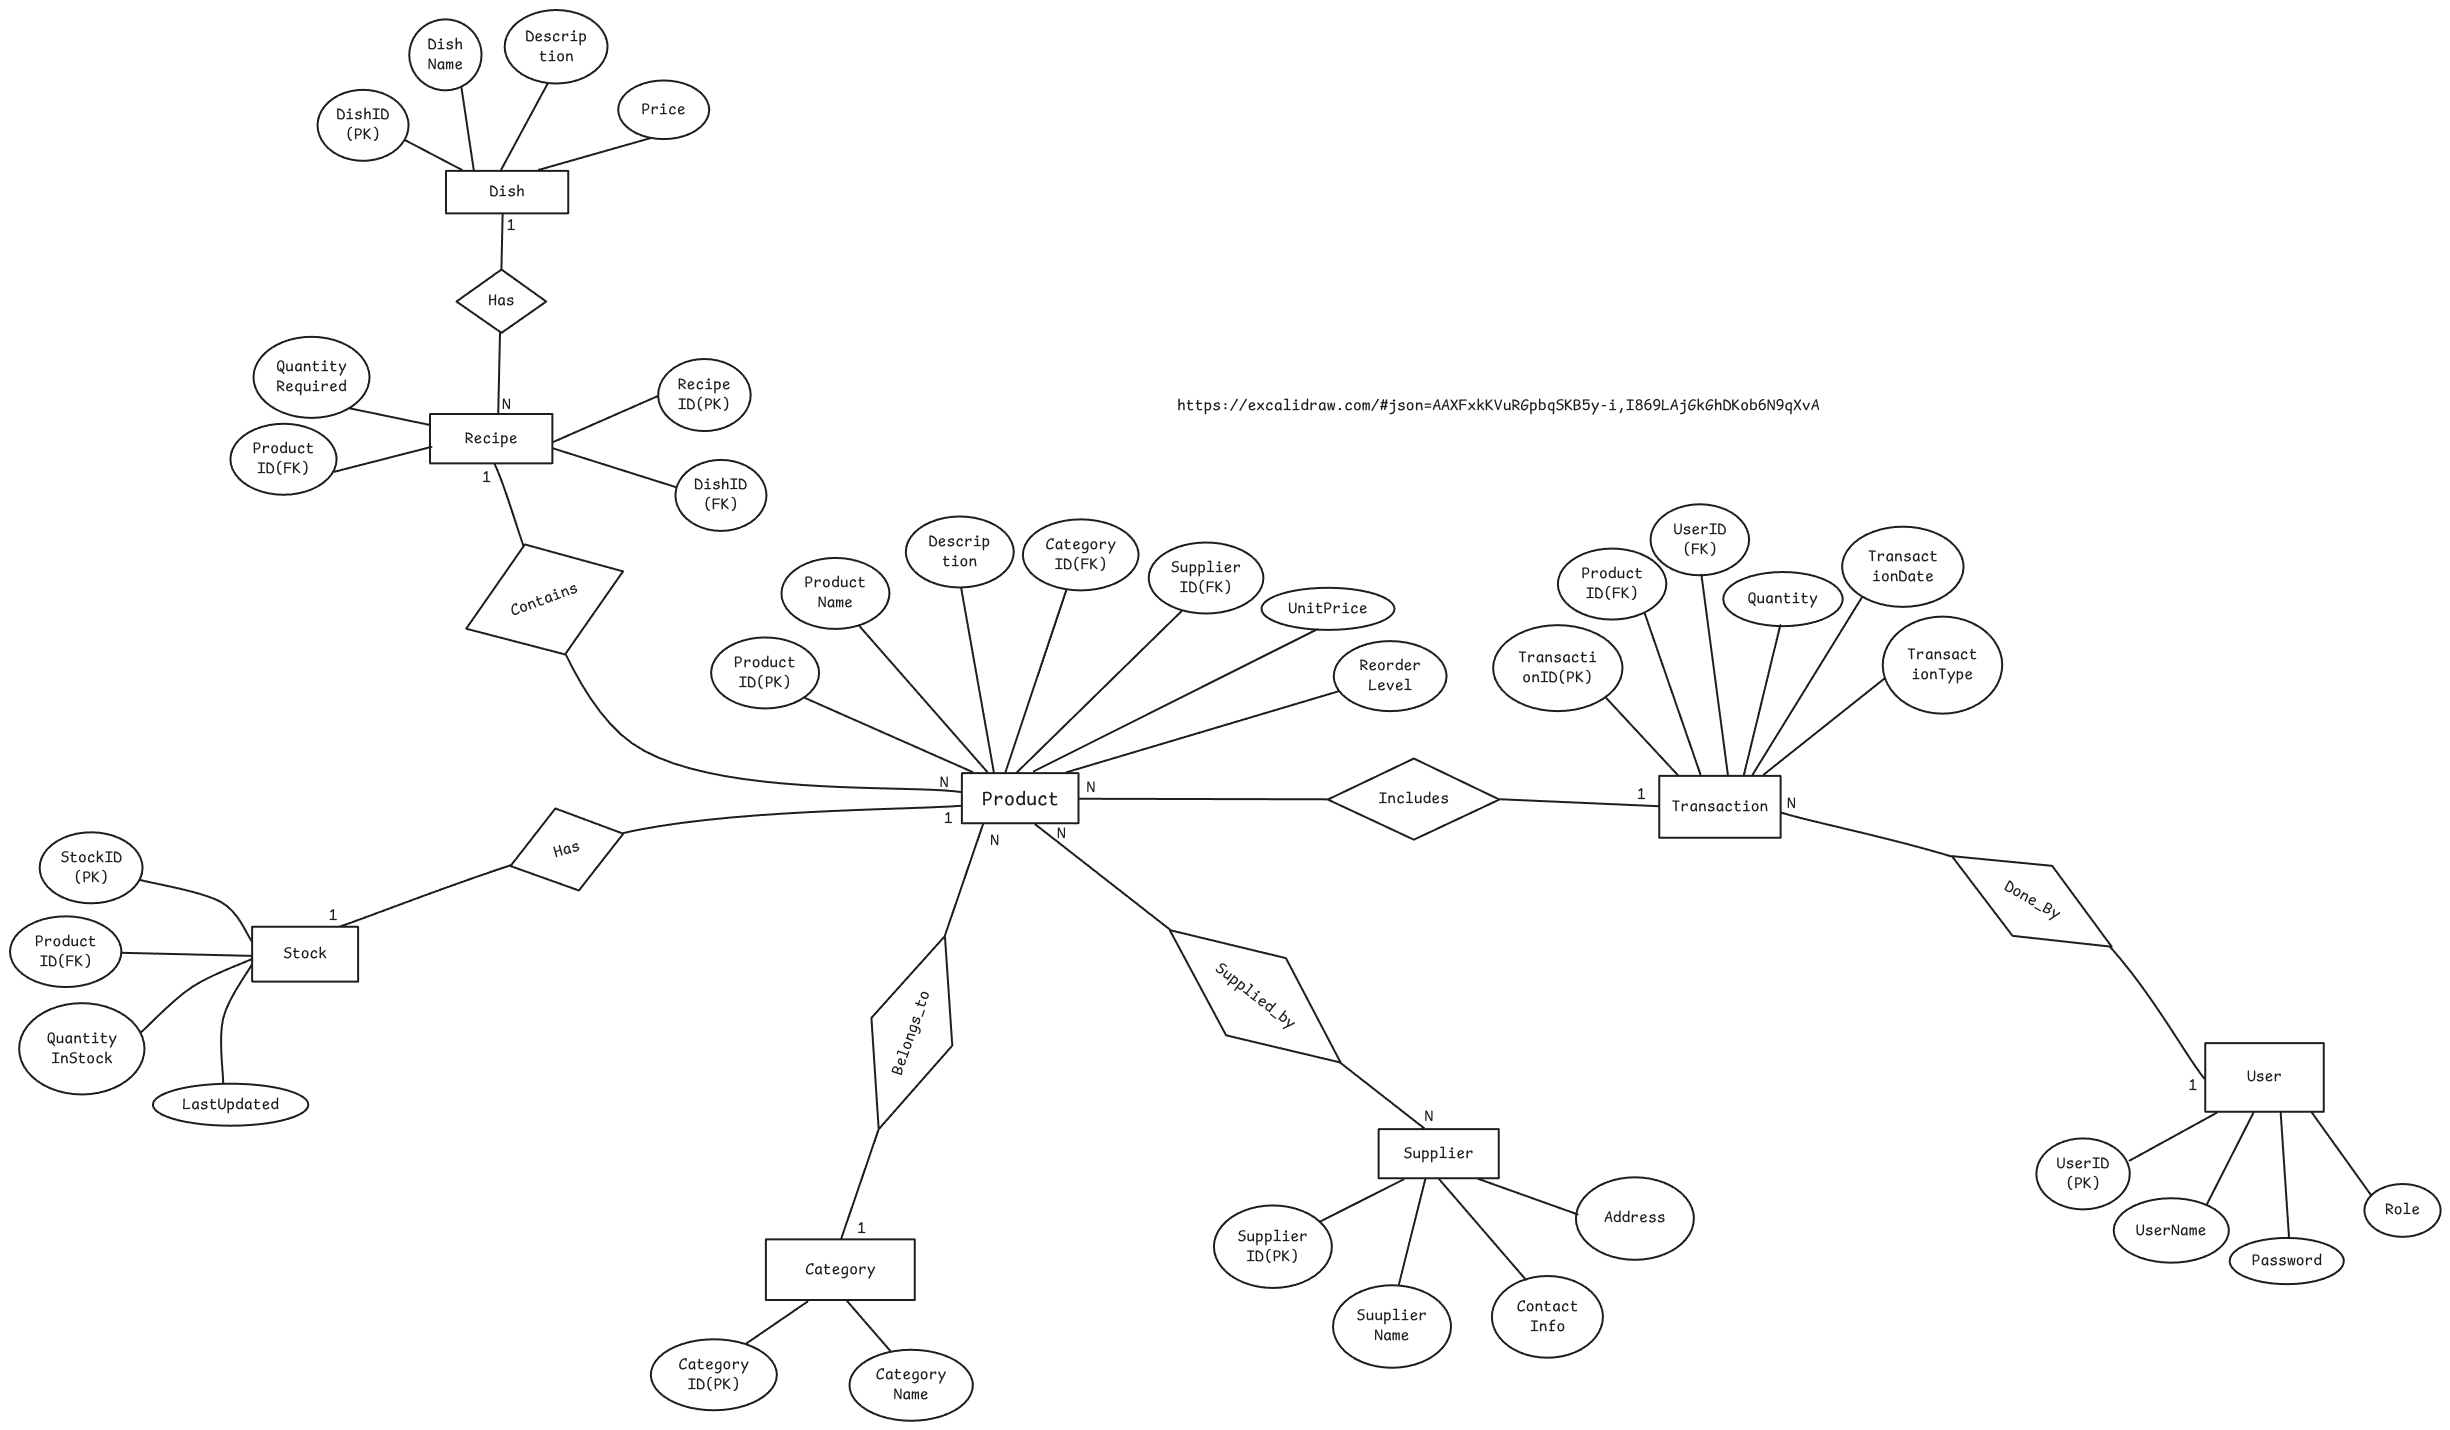 Dish
Name
Descrip
tion
DishID
(PK)
Price
Dish
1
Has
N
Quantity
Required
Recipe
ID(PK)
Recipe
Product
ID(FK)
DishID
(FK)
1
Contains
https://excalidraw.com/#json=AAXFxkKVuRGpbqSKB5y-i,I869LAjGkGhDKob6N9qXvA
Product
ID(PK)
Product
Name
Descrip
tion
Category
ID(FK)
Supplier
ID(FK)
UnitPrice
Reorder
Level
N
Product
N
1
N
N
Includes
1
Transacti
onID(PK)
Product
ID(FK)
UserID
(FK)
Quantity
Transact
ionDate
Transact
ionType
Transaction
N
Done_By
1
User
UserID
(PK)
UserName
Password
Role
Has
1
StockID
(PK)
Product
ID(FK)
Stock
Quantity
InStock
LastUpdated
Belongs_to
1
Category
Category
ID(PK)
Category
Name
Supplied_by
N
Supplier
Supplier
ID(PK)
Suuplier
Name
Contact
Info
Address